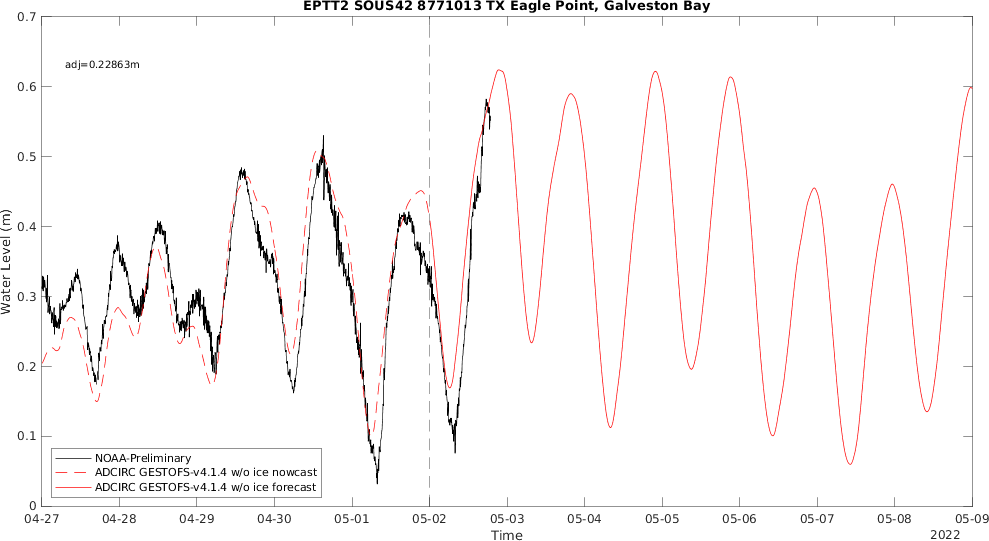 EPTT2 SOUS42 8771013 TX Eagle Point, Galveston Bay
adj=0.22863m
Water Level (m)
0.7
0.6
0.5
0.4
0.3
0.2
0.1
0
NOAA-Preliminary
ADCIRC GESTOFS-v4.1.4 w/o ice nowcast
ADCIRC GESTOFS-v4.1.4 w/o ice forecast
04-27 04-28 04-29 04-30 05-01 05-02 05-03 05-04 05-05 05-06 05-07 05-08 05-09
Time
2022